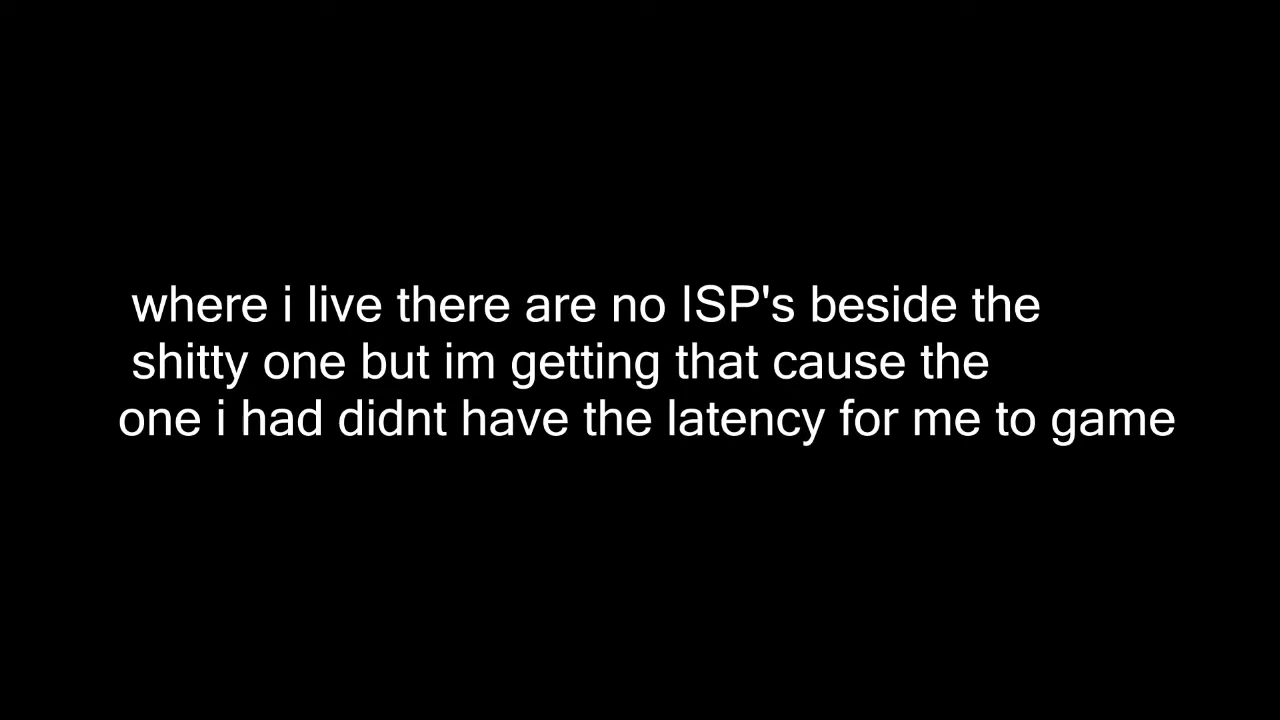 where i live there are no ISP's beside the
shitty one but im getting that cause the
one i had didnt have the latency for me to game